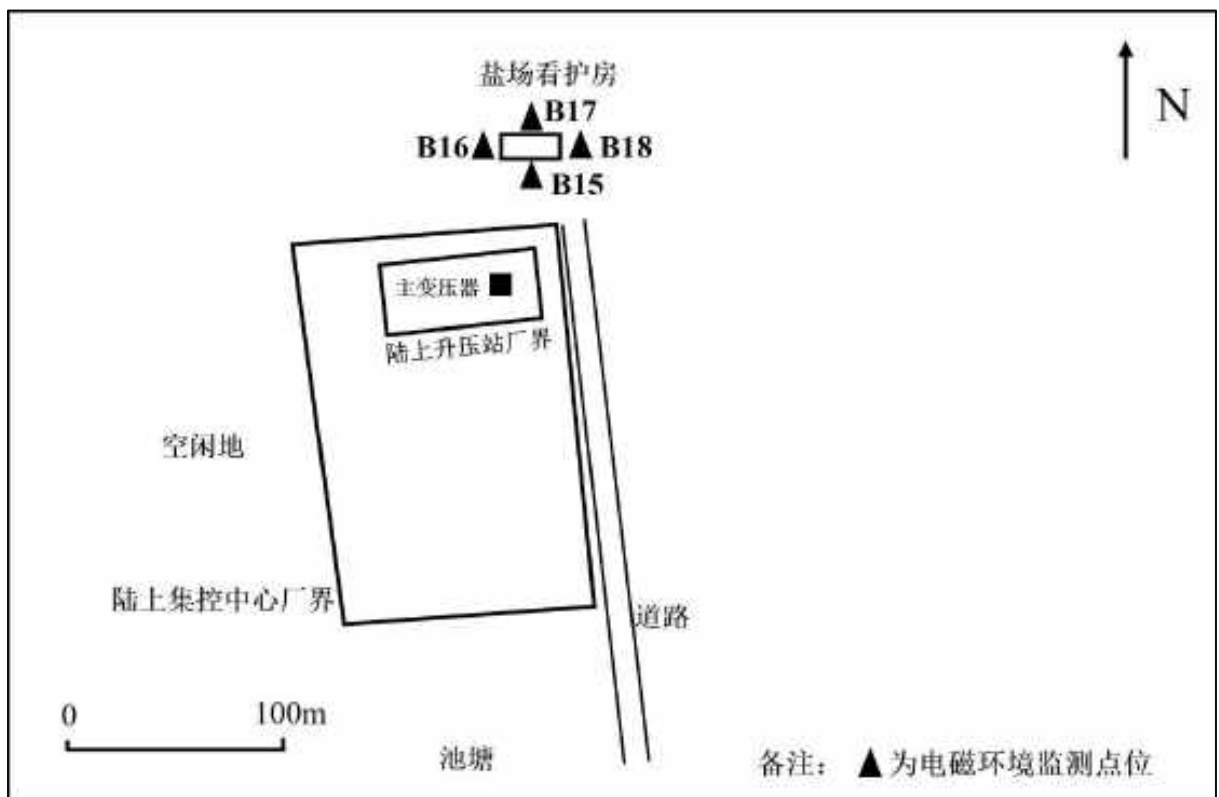 盐场看护房
B17
B16
B18
B15
N
主变压器
陆上升压站厂界
空闲地
陆上集控中心厂界
道路
0
100m
池塘
备注：▲为电磁环境监测点位